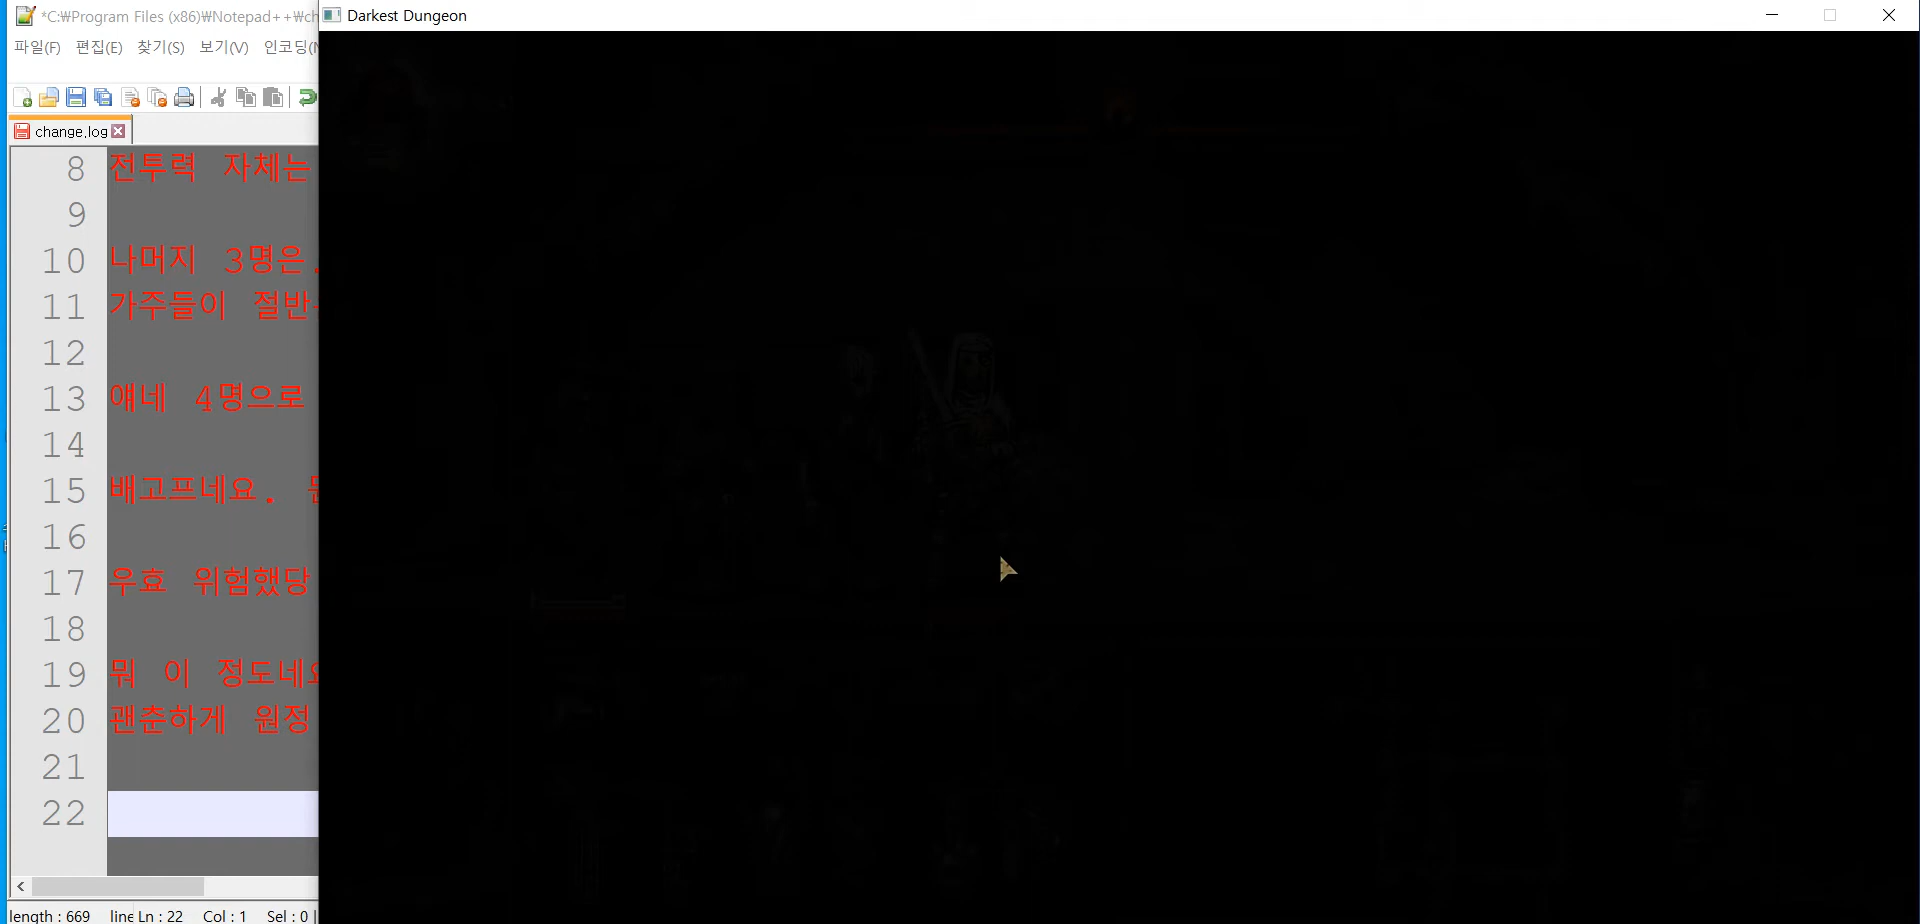 *C:₩Program Files (x86)₩Notepad++₩ch
Darkest Dungeon
파일(F) 편집(E) 찾기(S) 보기(V) 인코딩(N
change.log
8 전투력 자체는
9
10 나머지 3명은.
11 가주들이 절반
12
13 얘네 4명으로
14
15 배고프네요.
16
17 우효 위험했당
18
19 뭐 이 정도네요
20 괜춘하게 원정
21
22
length : 669 line Ln : 22 Col : 1 Sel : 0 |